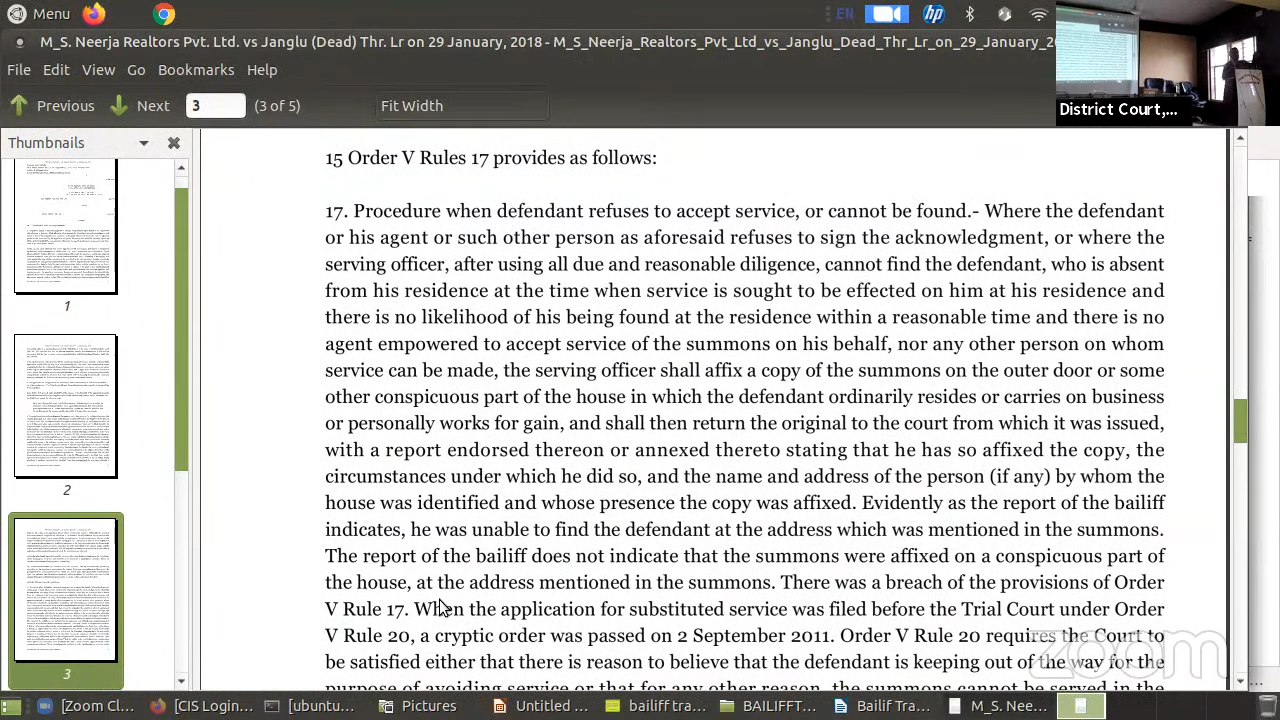 Menu
EN
M_S. Neerja Realtors Pvt. Ltd vs Janglu (Dead)
File Edit View Go Bookmarks Help
Previous Next 3 (3 of 5) Fit Width
District Court,...
Thumbnails
1
2
3
15 Order V Rules 17 provides as follows:
17. Procedure when defendant refuses to accept service, or cannot be found.- Where the defendant
or his agent or such other person as aforesaid refuses to sign the acknowledgment, or where the
serving officer, after using all due and reasonable diligence, cannot find the defendant, who is absent
from his residence at the time when service is sought to be effected on him at his residence and
there is no likelihood of his being found at the residence within a reasonable time and there is no
agent empowered to accept service of the summons on his behalf, nor any other person on whom
service can be made, the serving officer shall affix a copy of the summons on the outer door or some
other conspicuous part of the house in which the defendant ordinarily resides or carries on business
or personally works for gain, and shall then return the original to the court from which it was issued,
with a report endorsed thereon or annexed thereto stating that he has so affixed the copy, the
circumstances under which he did so, and the name and address of the person (if any) by whom the
house was identified and whose presence the copy was affixed. Evidently as the report of the bailiff
indicates, he was unable to find the defendant at the address which was mentioned in the summons.
The report of the bailiff does not indicate that the summons were affixed on a conspicuous part of
the house, at the address mentioned in the summons. There was a breach of the provisions of Order
V Rule 17. When the application for substituted service was filed before the Trial Court under Order
V Rule 20, a cryptic order was passed on 2 September 2011. Order V Rule 20 requires the Court to
be satisfied either that there is reason to believe that the defendant is keeping out of the way for the
purpose of avoiding service or that for any other reason, the summons cannot be served in the
zoom
[Zoom Cl... [CIS Login... [ubuntu... Pictures Untitle... bailiff tra... BAILIFFT... Bailif Tra... M_S. Nee...